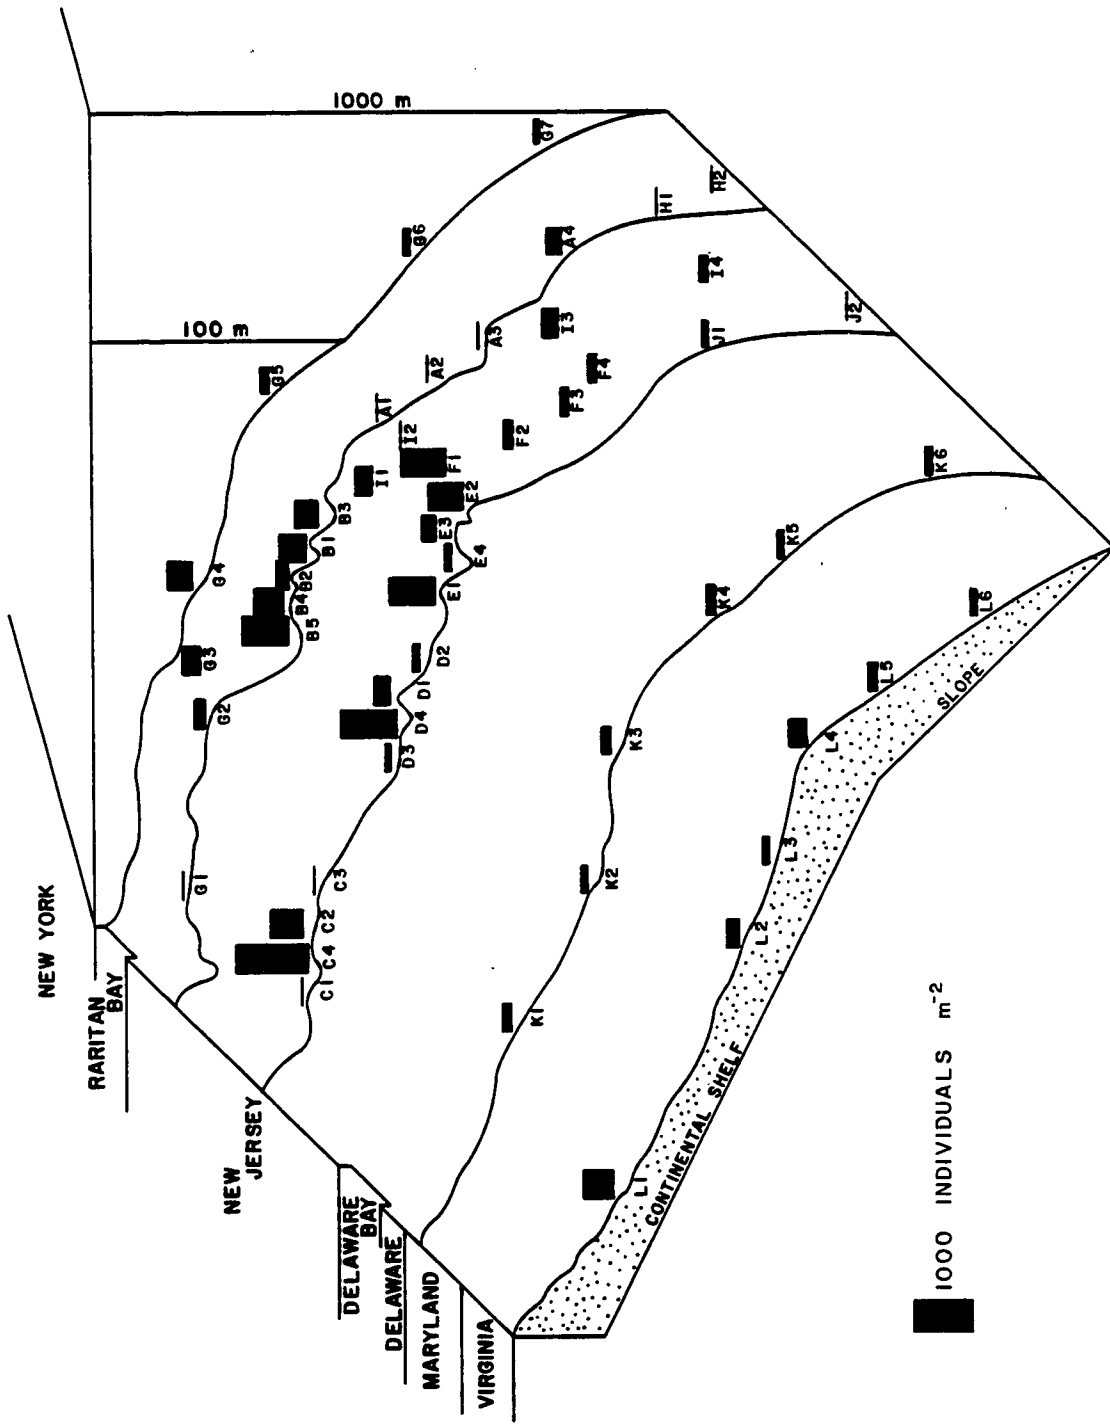 1000 m
100 m
NEW YORK
RARITAN
BAY
NEW
JERSEY
DELAWARE
BAY
DELAWARE
MARYLAND
VIRGINIA
G1
G2
G3
G4
G5
G6
G7
B5
B4
B2
B1
B3
A1
A2
A3
A4
H1
H2
I1
I2
I3
I4
C1
C4
C2
C3
D3
D4
D1
D2
E1
E4
E3
E2
F1
F2
F3
F4
J1
J2
K1
K2
K3
K4
K5
K6
L1
L2
L3
L4
L5
L6
CONTINENTAL SHELF
SLOPE
1000 INDIVIDUALS m⁻²